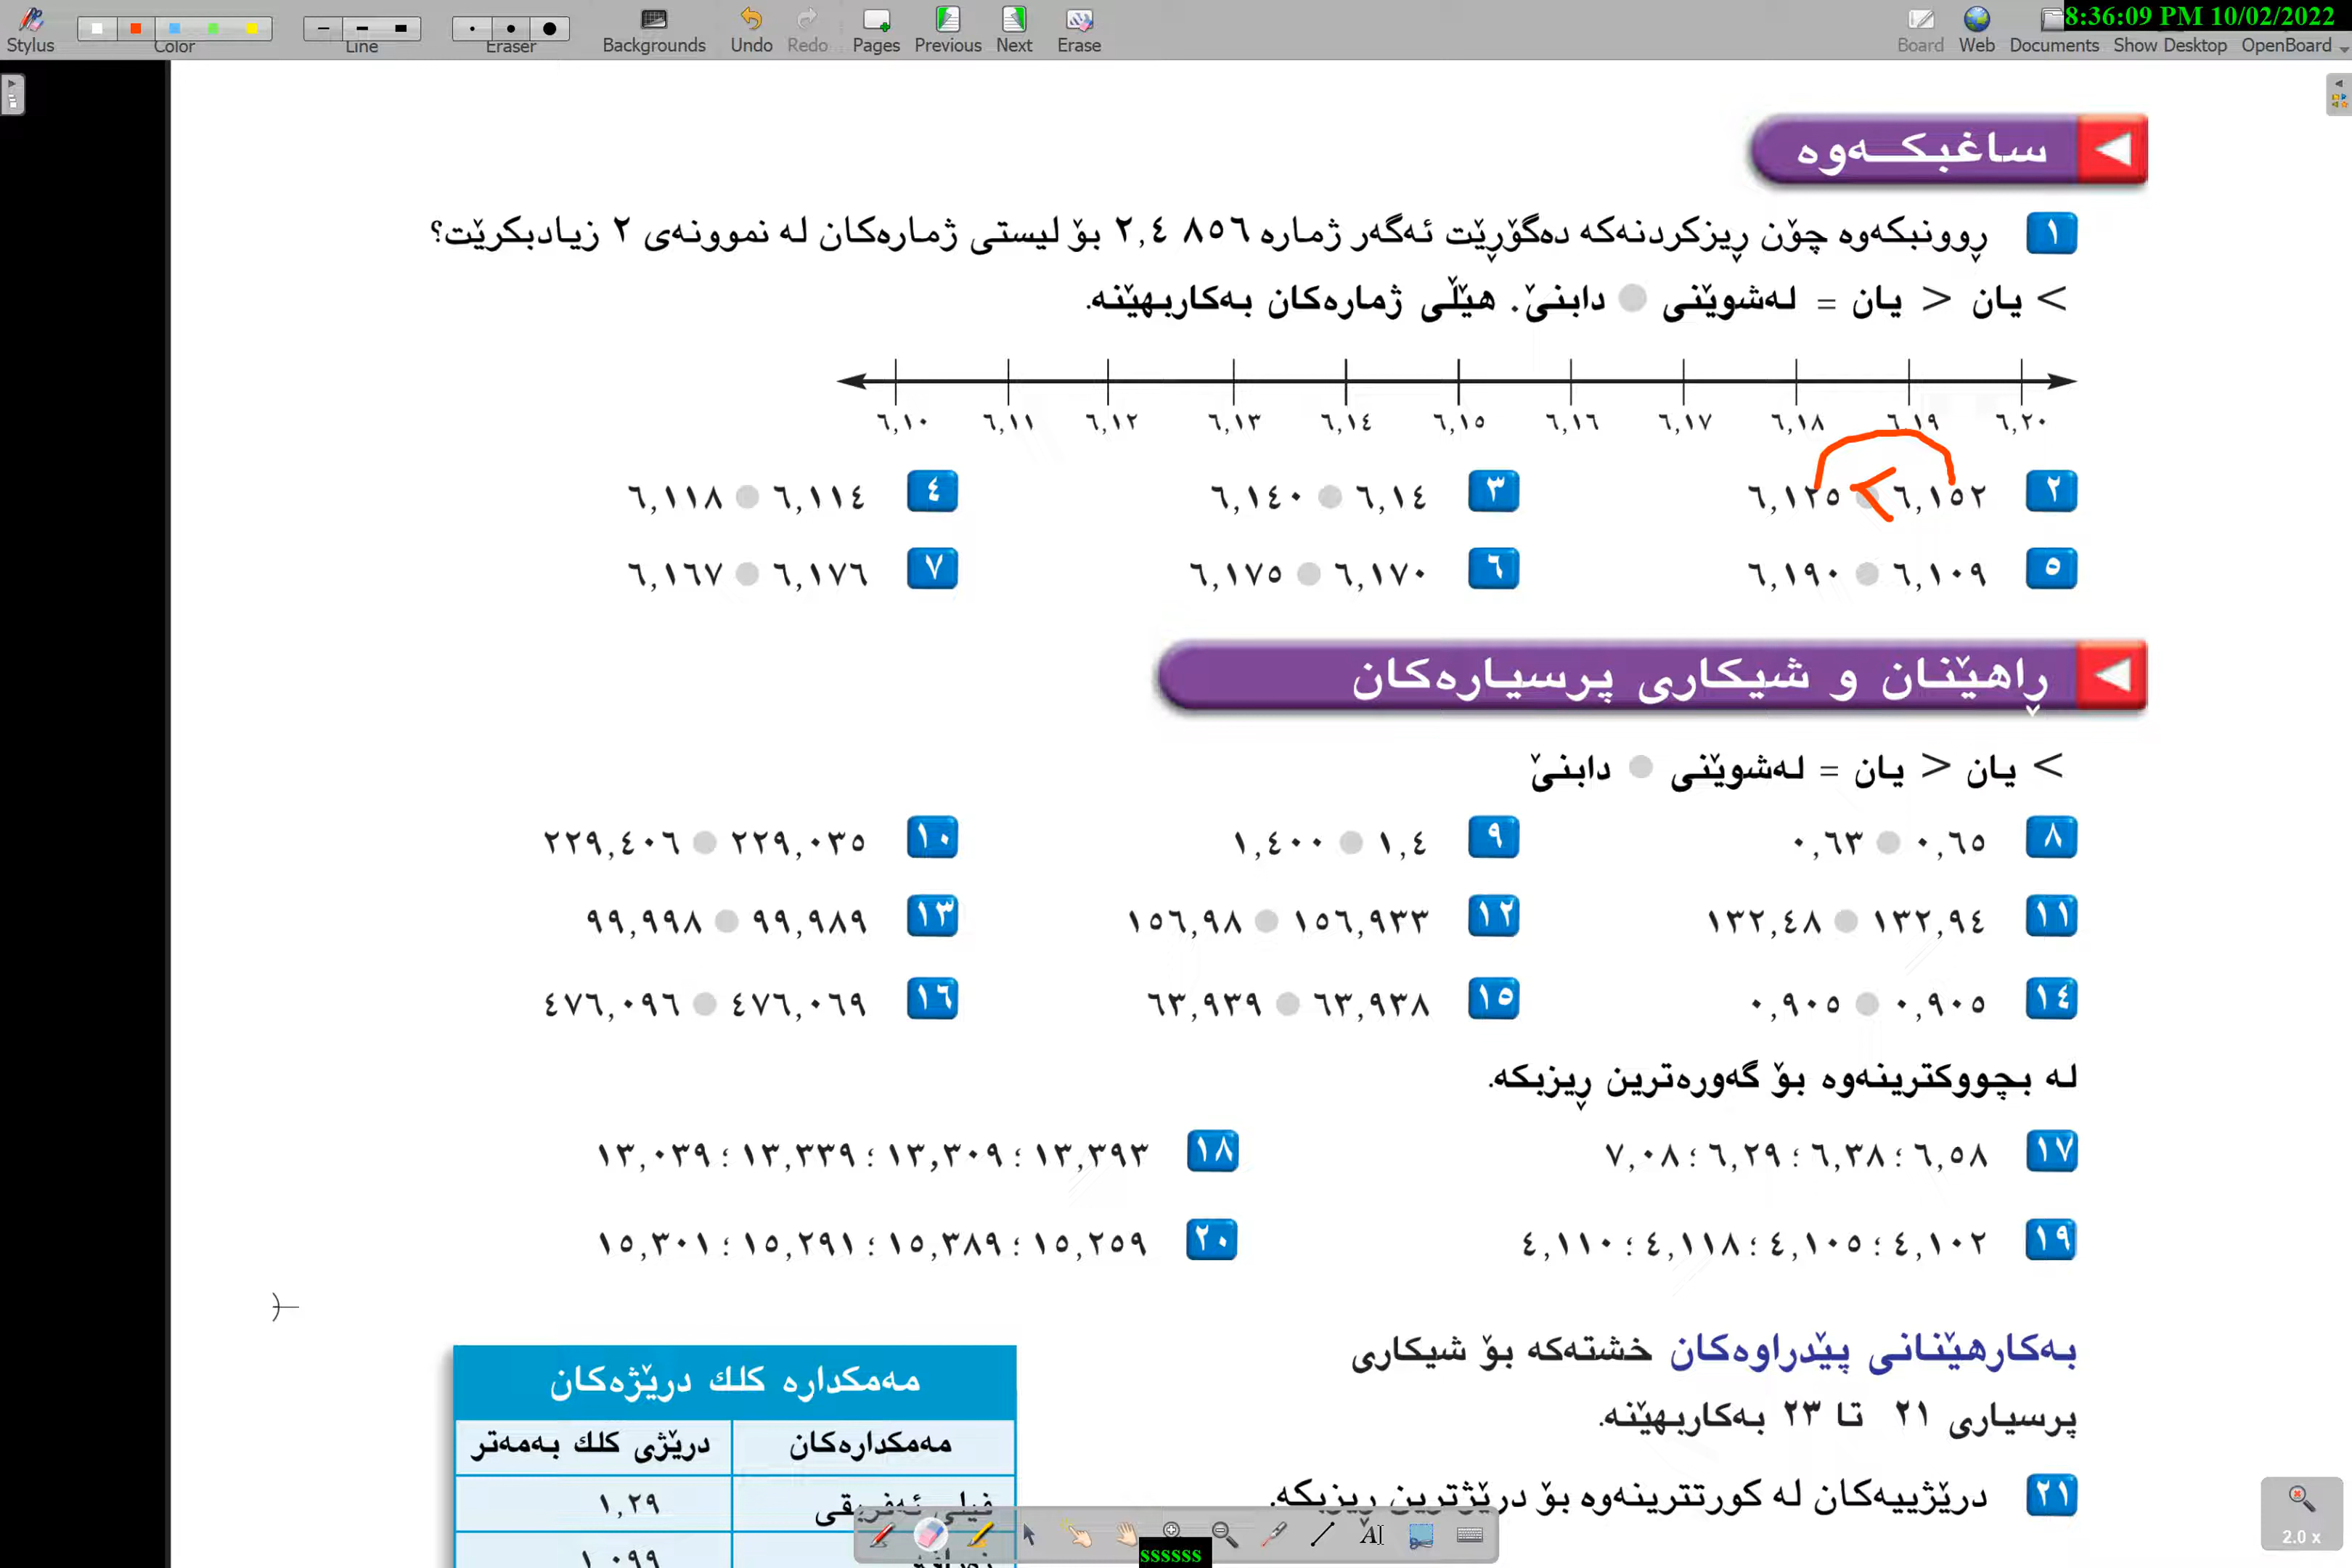 8:36:09 PM 10/02/2022
Stylus Color Line Eraser Backgrounds Undo Redo Pages Previous Next Erase Board Web Documents Show Desktop OpenBoard
ساغبکەوە
١ ڕوونبکەوە چۆن ڕیزکردنەکە دەگۆڕێت ئەگەر ژمارە ٢,٤ ٨٥٦ بۆ لیستی ژمارەکان لە نموونەی ٢ زیادبکرێت؟
< یان > یان = لەشوێنی ● دابنێ. هێڵی ژمارەکان بەکاربهێنە.
٦,١٠ ٦,١١ ٦,١٢ ٦,١٣ ٦,١٤ ٦,١٥ ٦,١٦ ٦,١٧ ٦,١٨ ٦,١٩ ٦,٢٠
٢ ٦,١٥٢ < ٦,١٢٥ ٣ ٦,١٤ ● ٦,١٤٠ ٤ ٦,١١٤ ● ٦,١١٨
٥ ٦,١٠٩ ● ٦,١٩٠ ٦ ٦,١٧٠ ● ٦,١٧٥ ٧ ٦,١٧٦ ● ٦,١٦٧
ڕاهێنان و شیکاری پرسیارەکان
< یان > یان = لەشوێنی ● دابنێ
٨ ٠,٦٥ ● ٠,٦٣ ٩ ١,٤ ● ١,٤٠٠ ١٠ ٢٢٩,٠٣٥ ● ٢٢٩,٤٠٦
١١ ١٣٢,٩٤ ● ١٣٢,٤٨ ١٢ ١٥٦,٩٣٣ ● ١٥٦,٩٨ ١٣ ٩٩,٩٨٩ ● ٩٩,٩٩٨
١٤ ٠,٩٠٥ ● ٠,٩٠٥ ١٥ ٦٣,٩٣٨ ● ٦٣,٩٣٩ ١٦ ٤٧٦,٠٦٩ ● ٤٧٦,٠٩٦
لە بچووکترینەوە بۆ گەورەترین ڕیزبکە.
١٧ ٦,٥٨ ؛ ٦,٣٨ ؛ ٦,٢٩ ؛ ٧,٠٨ ١٨ ١٣,٣٩٣ ؛ ١٣,٣٠٩ ؛ ١٣,٣٣٩ ؛ ١٣,٠٣٩
١٩ ٤,١٠٢ ؛ ٤,١٠٥ ؛ ٤,١١٨ ؛ ٤,١١٠ ٢٠ ١٥,٢٥٩ ؛ ١٥,٣٨٩ ؛ ١٥,٢٩١ ؛ ١٥,٣٠١
بەکارهێنانی پێدراوەکان خشتەکە بۆ شیکاری
پرسیاری ٢١ تا ٢٣ بەکاربهێنە.
٢١ درێژییەکان لە کورتترینەوە بۆ درێژترین ڕیزبکە.
مەمکدارە کلك درێژەکان
مەمکدارەکان درێژی کلك بەمەتر
فیلی ئەفریقی ١,٢٩
١,٠٩٩
ssssss
2.0 x